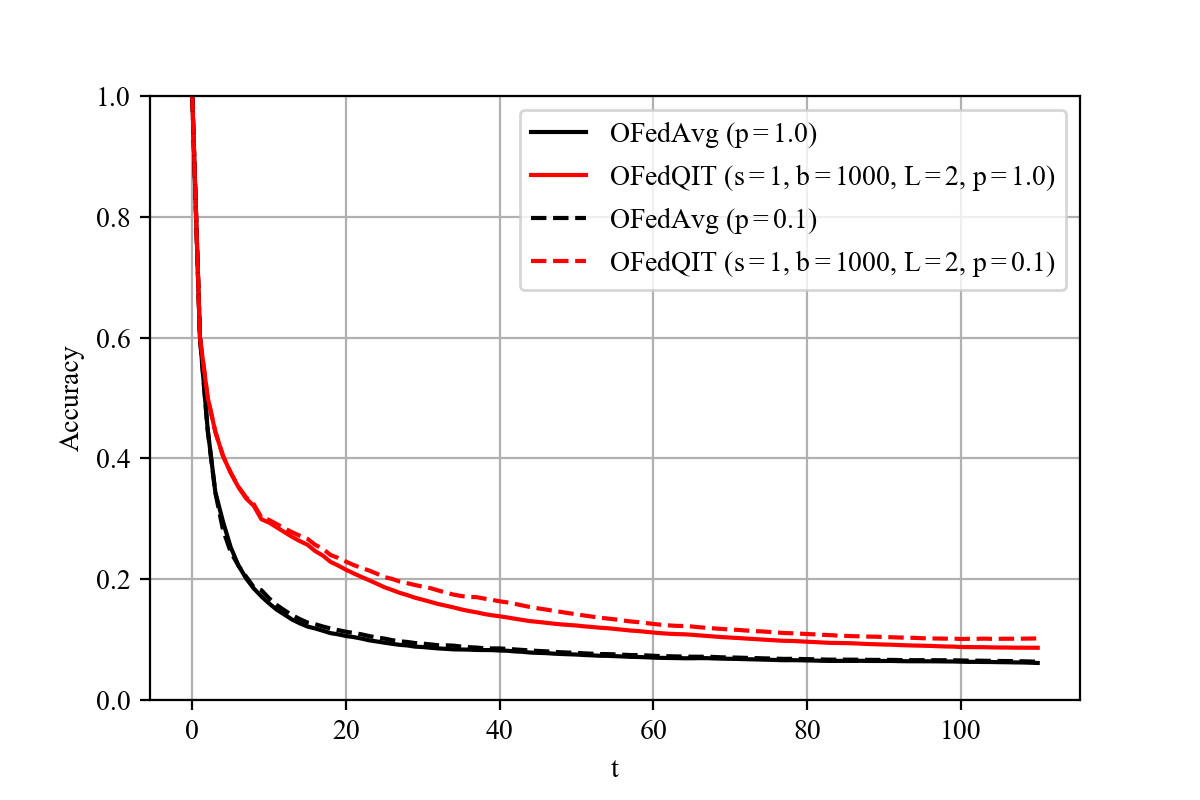 1.0
0.8
0.6
0.4
0.2
0.0
Accuracy
OFedAvg (p=1.0)
OFedQIT (s=1, b=1000, L=2, p=1.0)
OFedAvg (p=0.1)
OFedQIT (s=1, b=1000, L=2, p=0.1)
0 20 40 60 80 100
t